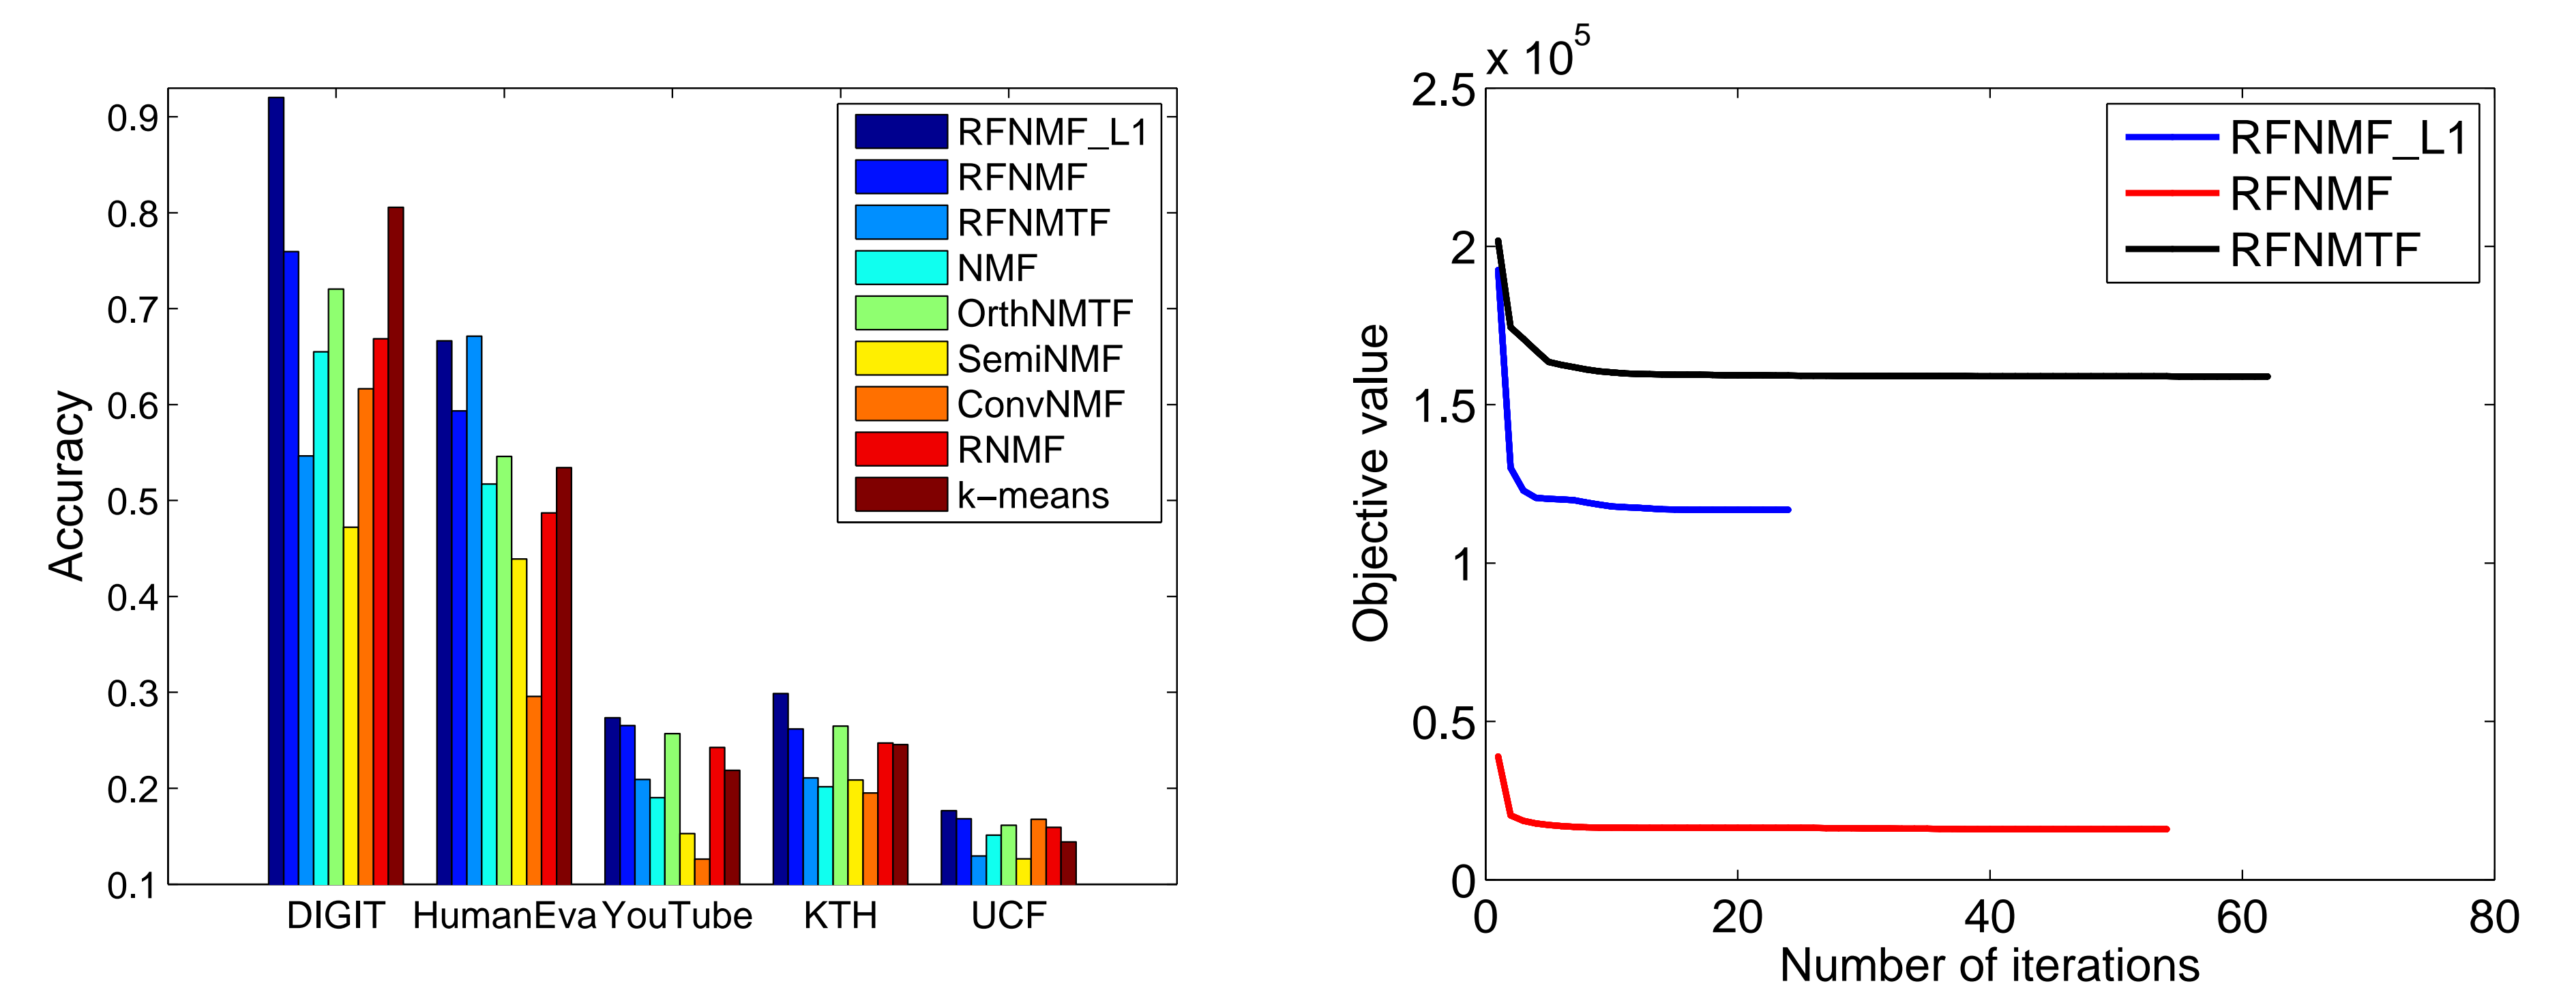 0.9
0.8
0.7
0.6
0.5
0.4
0.3
0.2
0.1
Accuracy
DIGIT HumanEva YouTube KTH UCF
RFNMF_L1
RFNMF
RFNMTF
NMF
OrthNMTF
SemiNMF
ConvNMF
RNMF
k-means
x 10^5
2.5
2
1.5
1
0.5
0
Objective value
0 20 40 60 80
Number of iterations
RFNMF_L1
RFNMF
RFNMTF